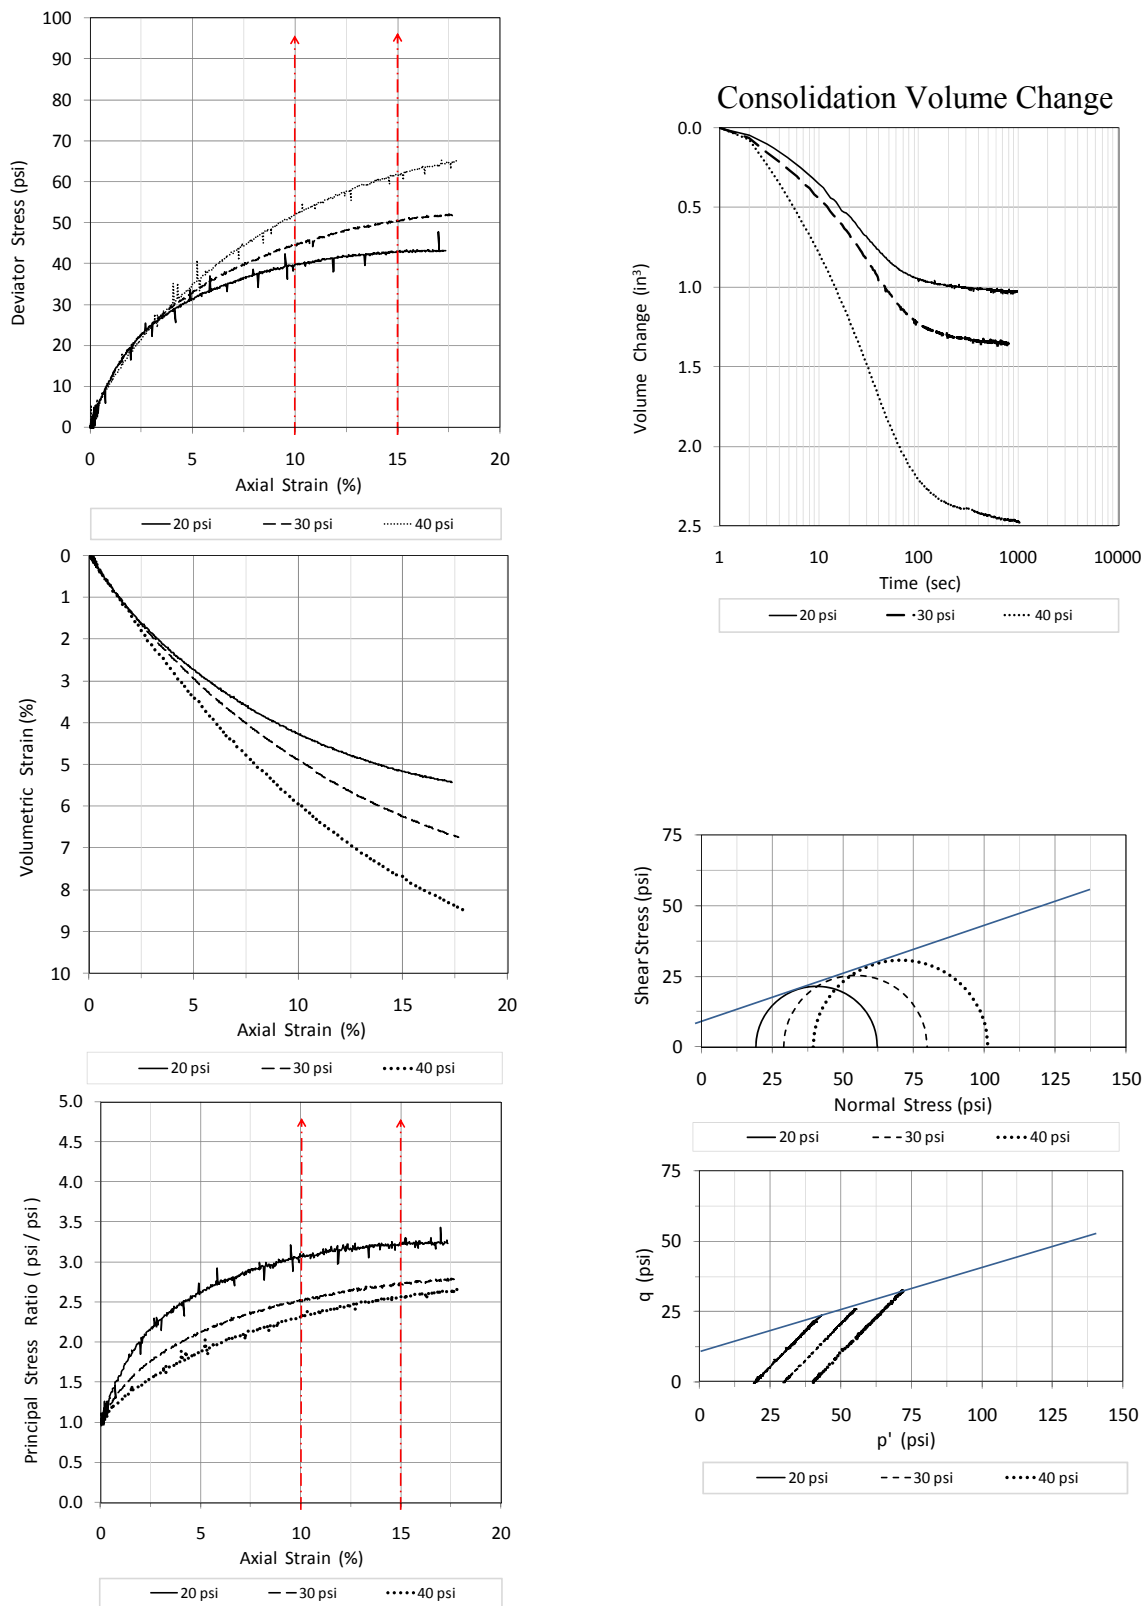 100
90
80
70
60
50
40
30
20
10
0
Deviator Stress (psi)
0 5 10 15 20
Axial Strain (%)
20 psi 30 psi 40 psi
0
1
2
3
4
5
6
7
8
9
10
Volumetric Strain (%)
0 5 10 15 20
Axial Strain (%)
20 psi 30 psi 40 psi
5.0
4.5
4.0
3.5
3.0
2.5
2.0
1.5
1.0
0.5
0.0
Principal Stress Ratio ( psi / psi )
0 5 10 15 20
Axial Strain (%)
20 psi 30 psi 40 psi
Consolidation Volume Change
0.0
0.5
1.0
1.5
2.0
2.5
Volume Change (in³)
1 10 100 1000 10000
Time (sec)
20 psi 30 psi 40 psi
75
50
25
0
Shear Stress (psi)
0 25 50 75 100 125 150
Normal Stress (psi)
20 psi 30 psi 40 psi
75
50
25
0
q (psi)
0 25 50 75 100 125 150
p' (psi)
20 psi 30 psi 40 psi